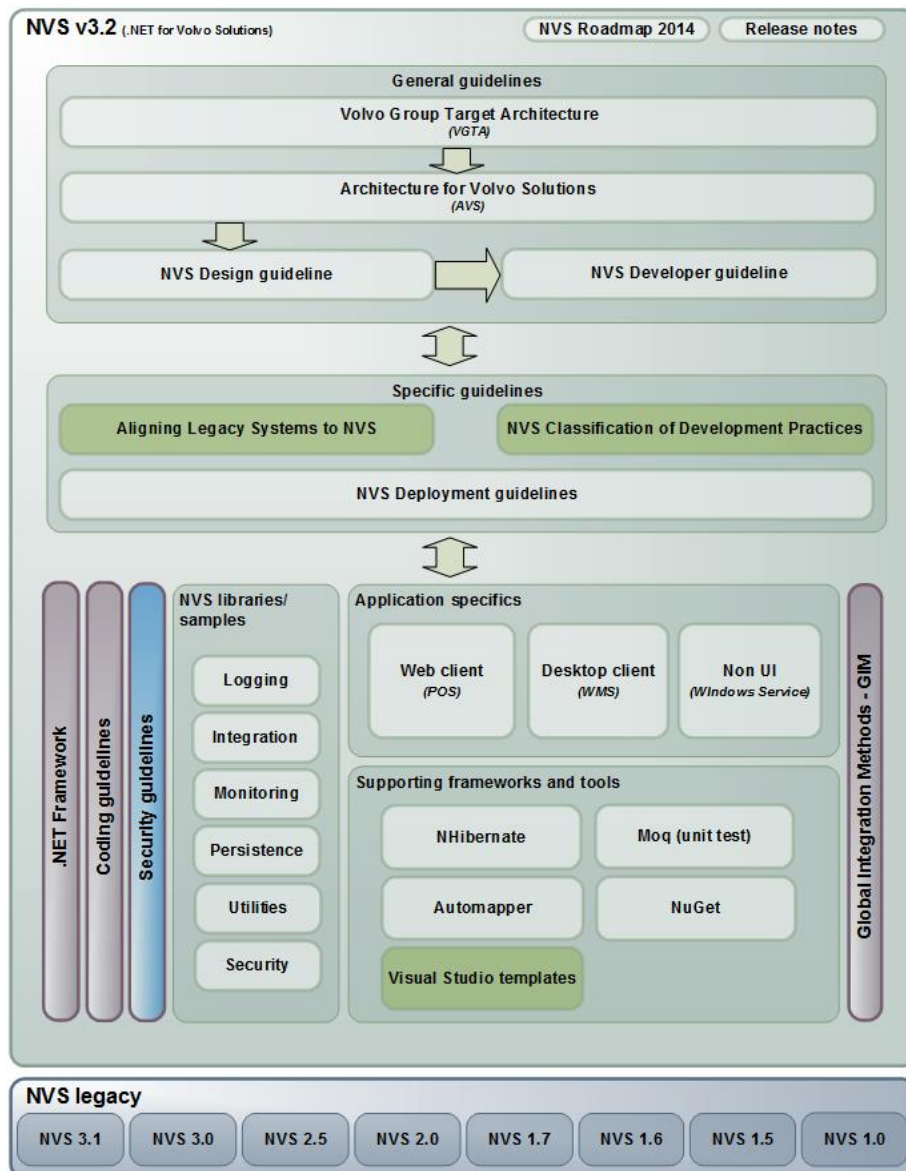 NVS v3.2 (.NET for Volvo Solutions)
NVS Roadmap 2014
Release notes
General guidelines
Volvo Group Target Architecture
(VGTA)
Architecture for Volvo Solutions
(AVS)
NVS Design guideline
NVS Developer guideline
Specific guidelines
Aligning Legacy Systems to NVS
NVS Classification of Development Practices
NVS Deployment guidelines
.NET Framework
Coding guidelines
Security guidelines
NVS libraries/
samples
Logging
Integration
Monitoring
Persistence
Utilities
Security
Application specifics
Web client
(POS)
Desktop client
(WMS)
Non UI
(Windows Service)
Supporting frameworks and tools
NHibernate
Moq (unit test)
Automapper
NuGet
Visual Studio templates
Global Integration Methods - GIM
NVS legacy
NVS 3.1
NVS 3.0
NVS 2.5
NVS 2.0
NVS 1.7
NVS 1.6
NVS 1.5
NVS 1.0